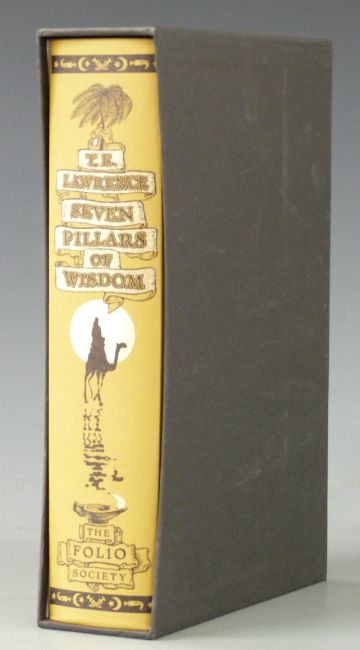 T.E.
LAWRENCE
SEVEN
PILLARS
OF
WISDOM
THE
FOLIO
SOCIETY